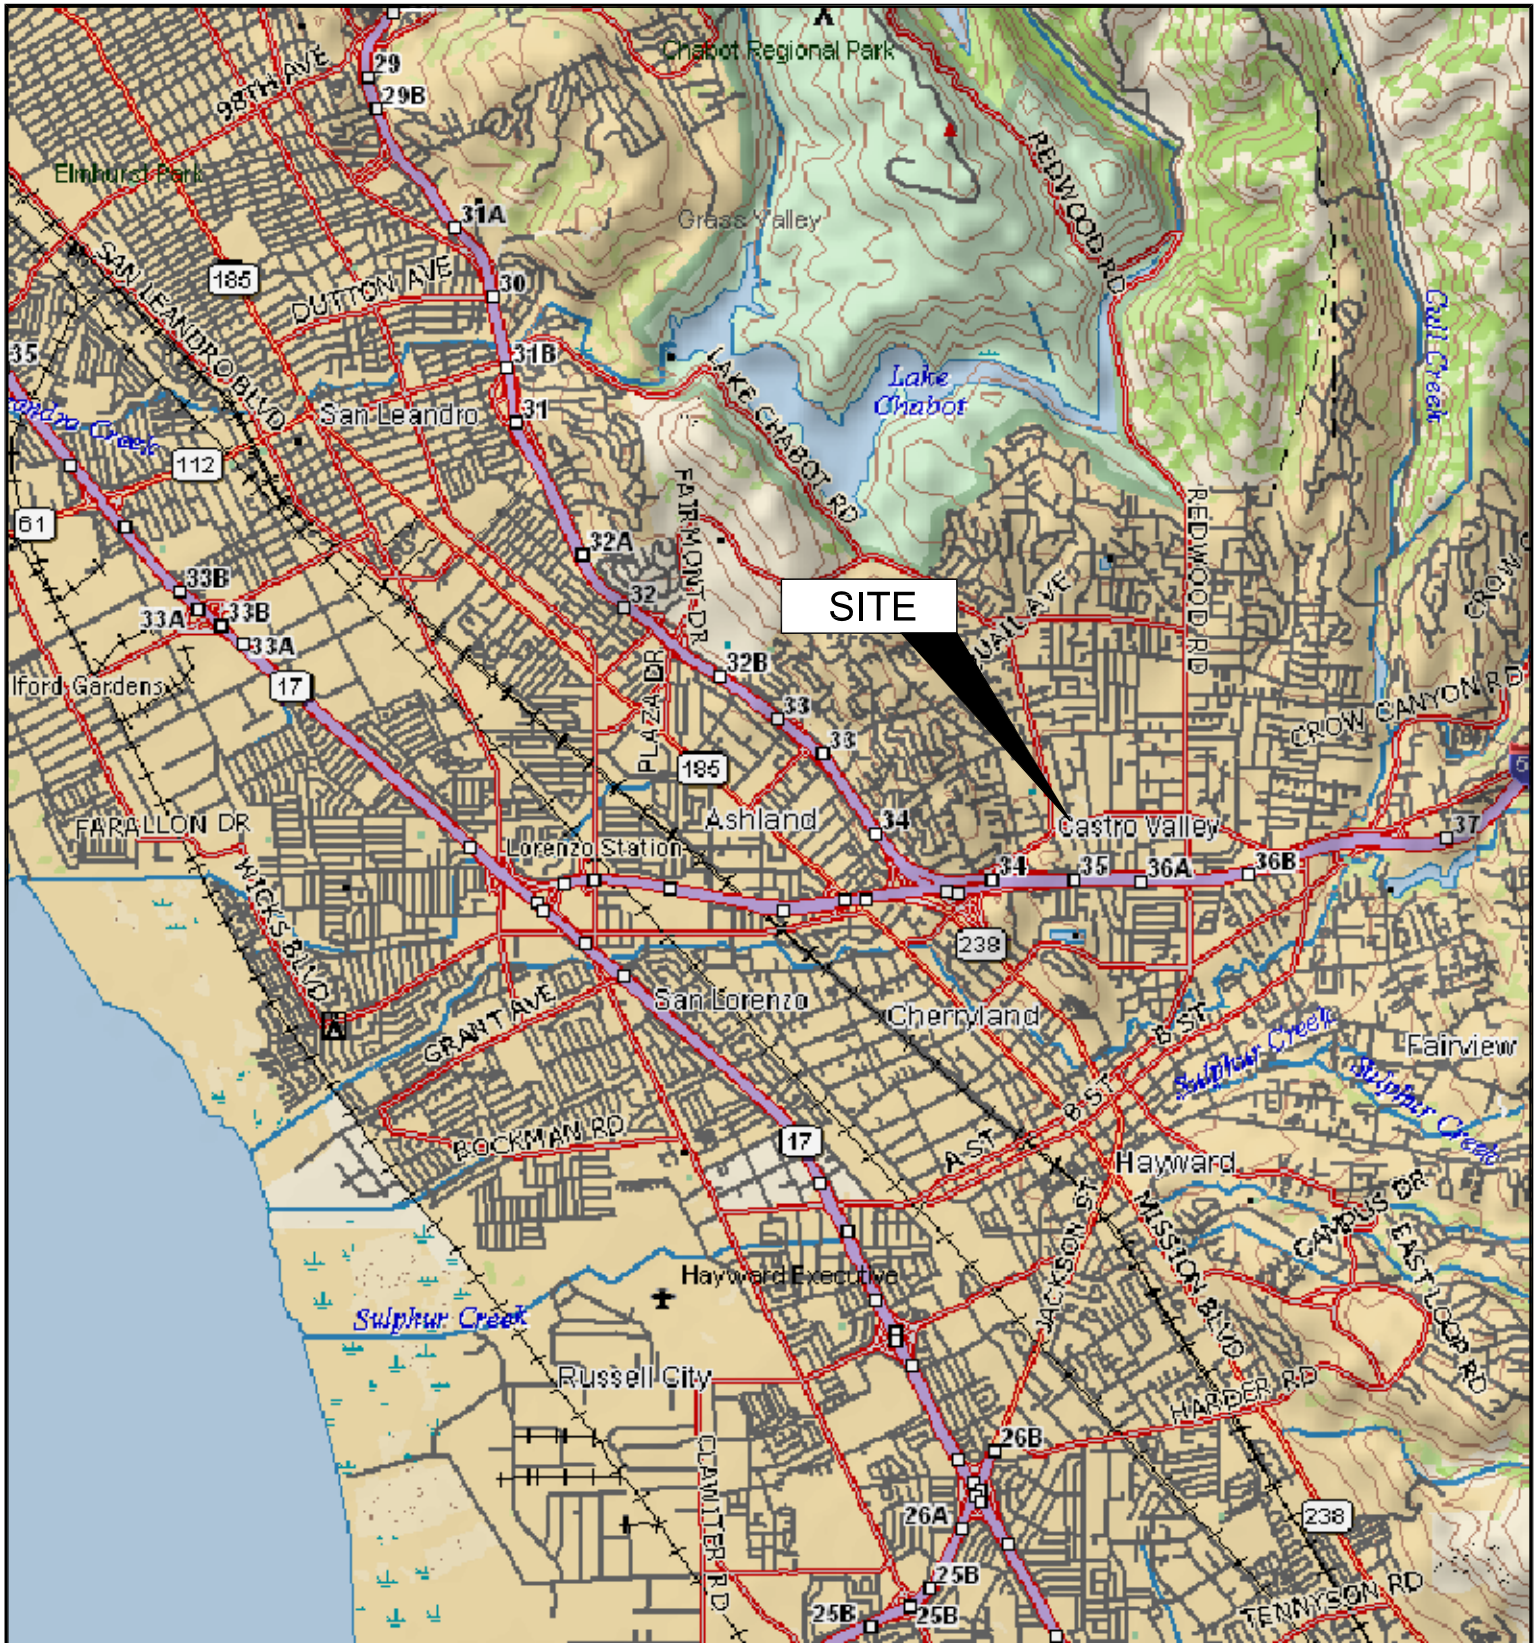 Chabot Regional Park
29
98TH AVE
29B
REDWOOD RD
Elmhurst Park
31A
Grass Valley
SAN LEANDRO BLVD
185
DUTTON AVE
30
Gull Creek
35
31B
LAKE CHABOT RD
Lake
Chabot
San Leandro
31
andro Creek
112
FAIRMONT DR
REDWOOD RD
61
32A
CROW
33B
32
SITE
33A
33B
UAIL AVE
33A
PLAZA DR
32B
lford Gardens
17
33
CROW CANYON RD
33
185
5
FARALLON DR
Ashland
34
Castro Valley
37
Lorenzo Station
WICKS BLVD
34
35
36A
36B
238
San Lorenzo
GRANT AVE
Cherryland
B ST
Sulphur Creek
Fairview
Sulphur Creek
B ST
BOCKMAN RD
17
A ST
Hayward
JACKSON ST
MISSION BLVD
CAMPUS DR
EAST LOOP RD
Hayward Executive
Sulphur Creek
Russell City
HARDER RD
CLAWITER RD
26B
26A
238
25B
25B
25B
TENNYSON RD